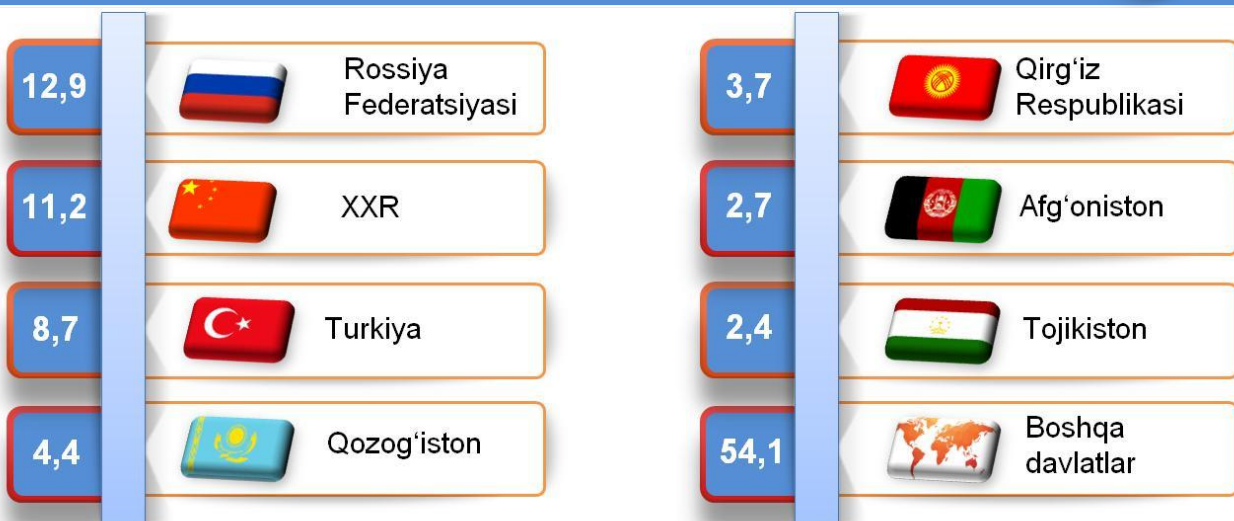 12,9
Rossiya
Federatsiyasi
11,2
XXR
8,7
Turkiya
4,4
Qozog‘iston
3,7
Qirg‘iz
Respublikasi
2,7
Afg‘oniston
2,4
Tojikiston
54,1
Boshqa
davlatlar